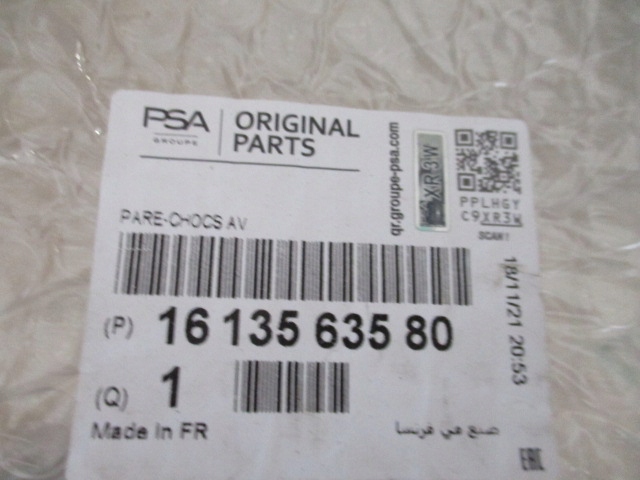 PSA
GROUPE
ORIGINAL
PARTS
qr.groupe-psa.com
XR3W
PPLHGY
C9XR3W
SCAN!
PARE-CHOCS AV
18/11/21 20:53
(P) 16 135 635 80
(Q) 1
Made In FR
صنع في فرنسا
EAC